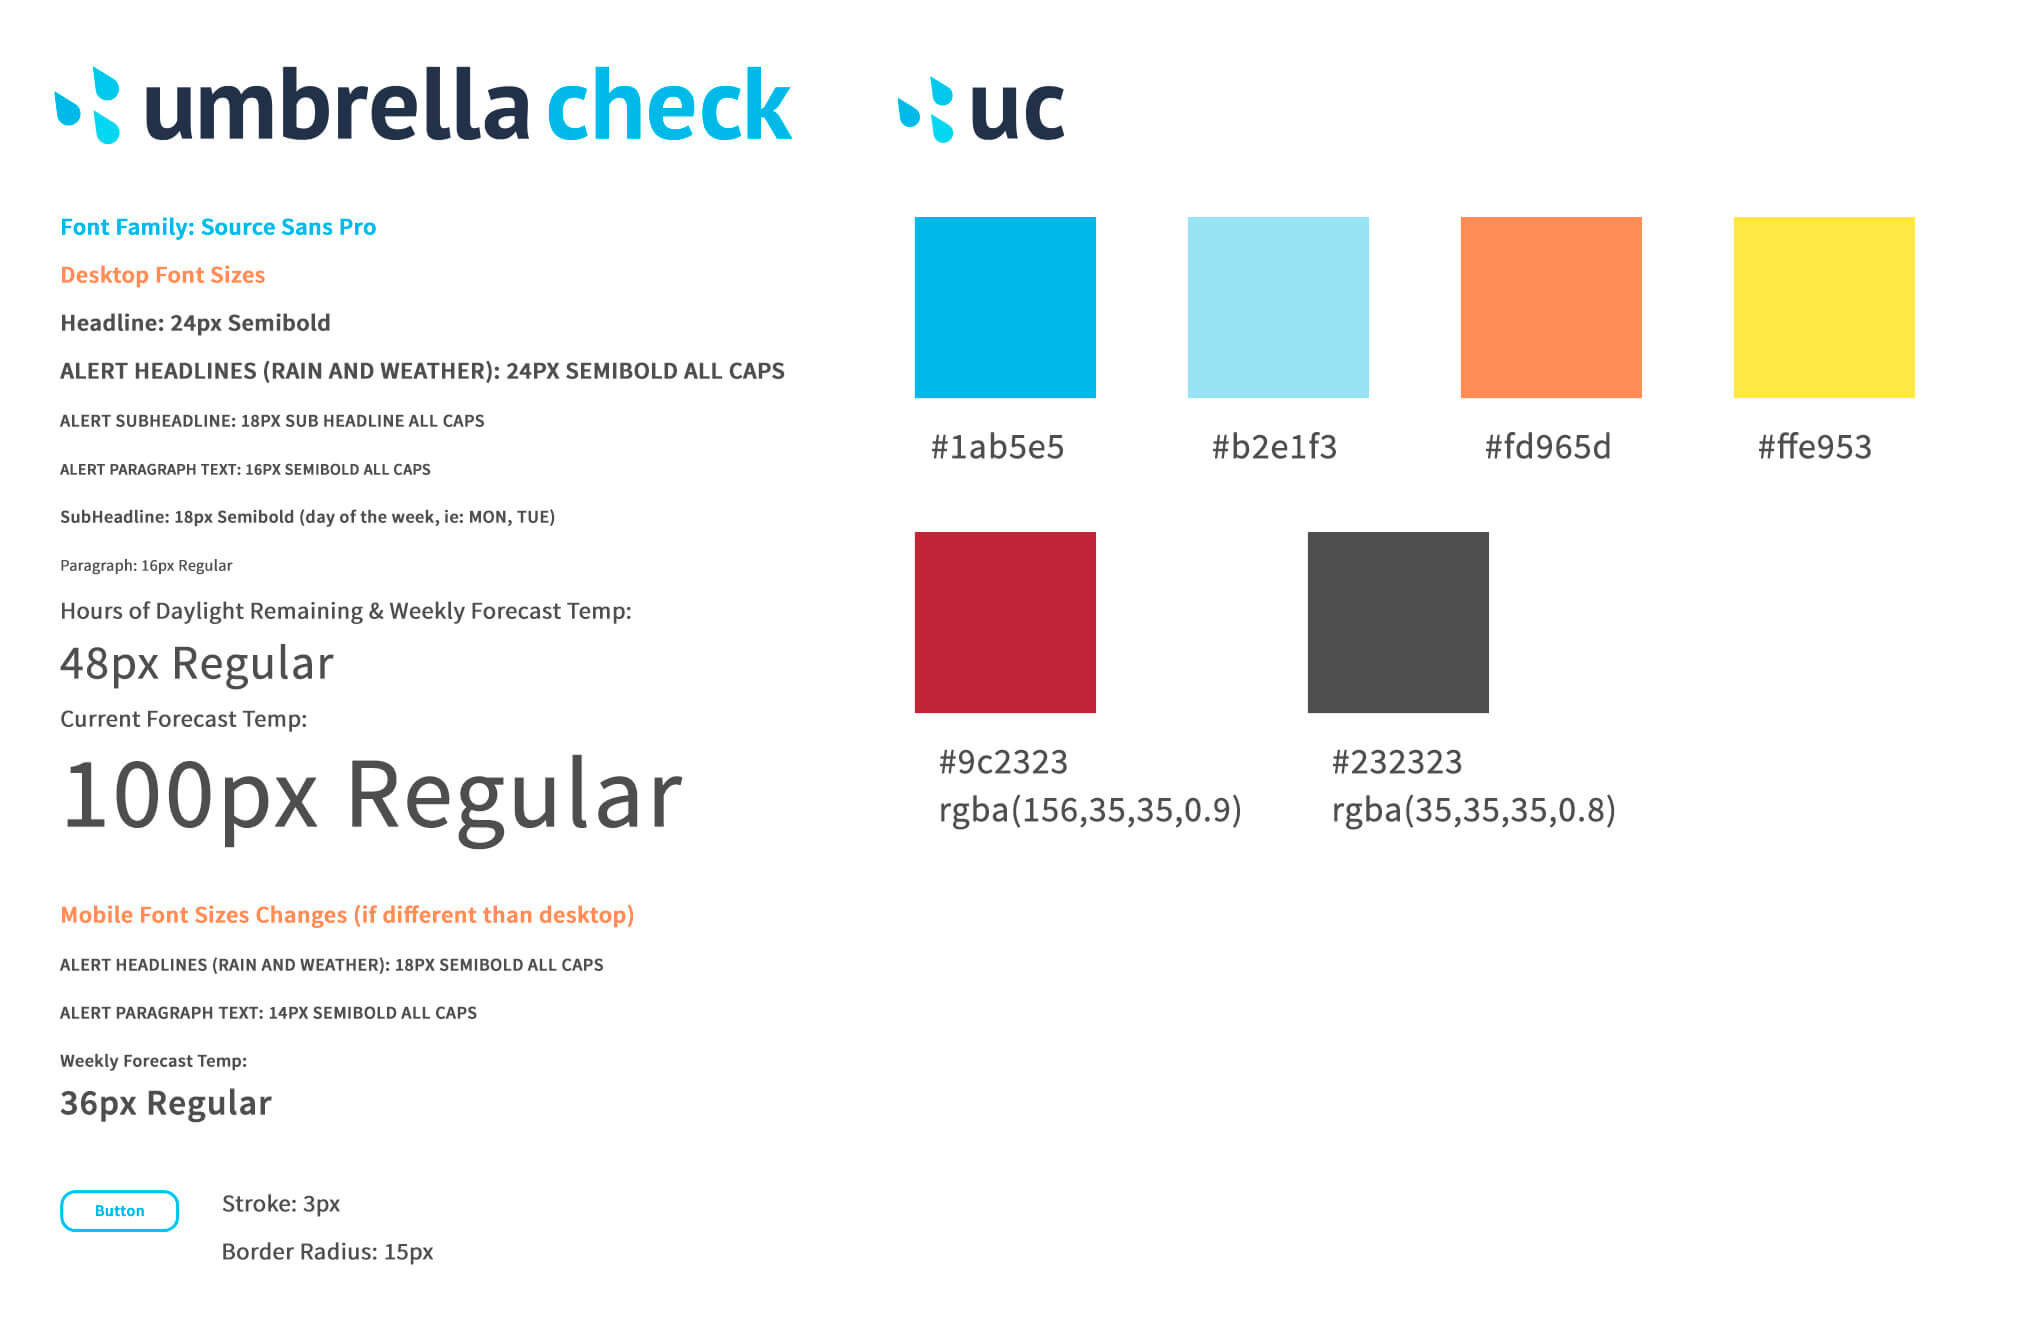 umbrella check
uc
Font Family: Source Sans Pro
Desktop Font Sizes
Headline: 24px Semibold
ALERT HEADLINES (RAIN AND WEATHER): 24PX SEMIBOLD ALL CAPS
ALERT SUBHEADLINE: 18PX SUB HEADLINE ALL CAPS
ALERT PARAGRAPH TEXT: 16PX SEMIBOLD ALL CAPS
SubHeadline: 18px Semibold (day of the week, ie: MON, TUE)
Paragraph: 16px Regular
Hours of Daylight Remaining & Weekly Forecast Temp:
48px Regular
Current Forecast Temp:
100px Regular
Mobile Font Sizes Changes (if different than desktop)
ALERT HEADLINES (RAIN AND WEATHER): 18PX SEMIBOLD ALL CAPS
ALERT PARAGRAPH TEXT: 14PX SEMIBOLD ALL CAPS
Weekly Forecast Temp:
36px Regular
Button
Stroke: 3px
Border Radius: 15px
#1ab5e5
#b2e1f3
#fd965d
#ffe953
#9c2323
rgba(156,35,35,0.9)
#232323
rgba(35,35,35,0.8)